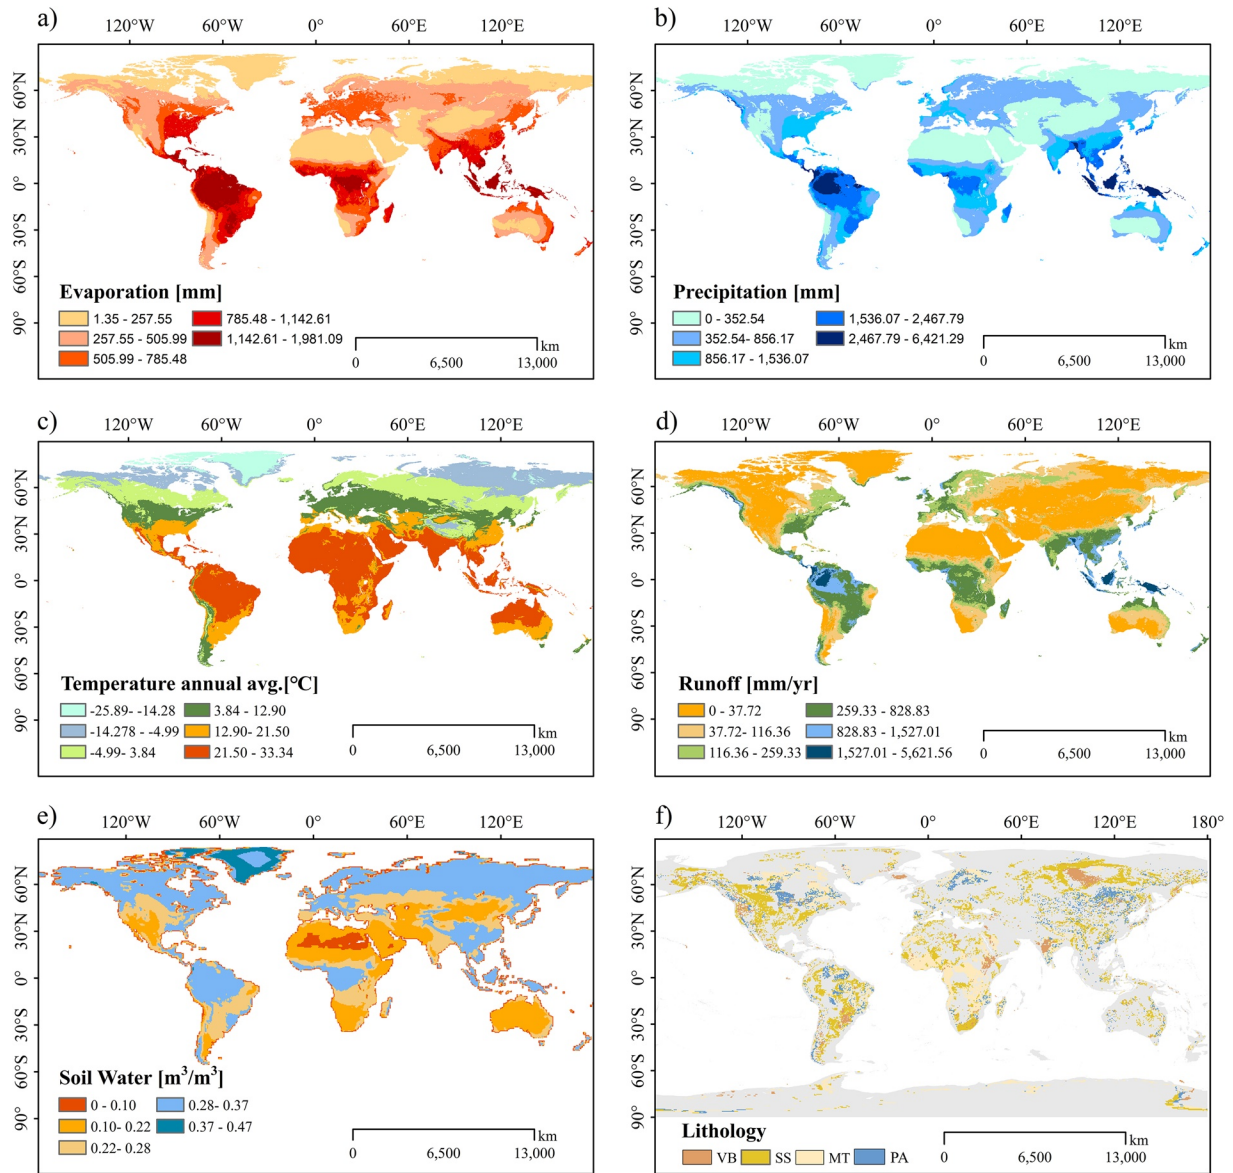 a)
120°W 60°W 0° 60°E 120°E
60°N
30°N
0°
30°S
60°S
90°
Evaporation [mm]
1.35 - 257.55 785.48 - 1,142.61
257.55 - 505.99 1,142.61 - 1,981.09
505.99 - 785.48
km
0 6,500 13,000
b)
120°W 60°W 0° 60°E 120°E
60°N
30°N
0°
30°S
60°S
90°
Precipitation [mm]
0 - 352.54 1,536.07 - 2,467.79
352.54- 856.17 2,467.79 - 6,421.29
856.17 - 1,536.07
km
0 6,500 13,000
c)
120°W 60°W 0° 60°E 120°E
60°N
30°N
0°
30°S
60°S
90°
Temperature annual avg.[°C]
-25.89- -14.28 3.84 - 12.90
-14.278 - -4.99 12.90- 21.50
-4.99- 3.84 21.50 - 33.34
km
0 6,500 13,000
d)
120°W 60°W 0° 60°E 120°E
60°N
30°N
0°
30°S
60°S
90°
Runoff [mm/yr]
0 - 37.72 259.33 - 828.83
37.72- 116.36 828.83 - 1,527.01
116.36 - 259.33 1,527.01 - 5,621.56
km
0 6,500 13,000
e)
120°W 60°W 0° 60°E 120°E
60°N
30°N
0°
30°S
60°S
90°
Soil Water [m³/m³]
0 - 0.10 0.28- 0.37
0.10- 0.22 0.37 - 0.47
0.22- 0.28
km
0 6,500 13,000
f)
120°W 60°W 0° 60°E 120°E 180°
60°N
30°N
0°
30°S
60°S
90°
Lithology
VB SS MT PA
km
0 6,500 13,000